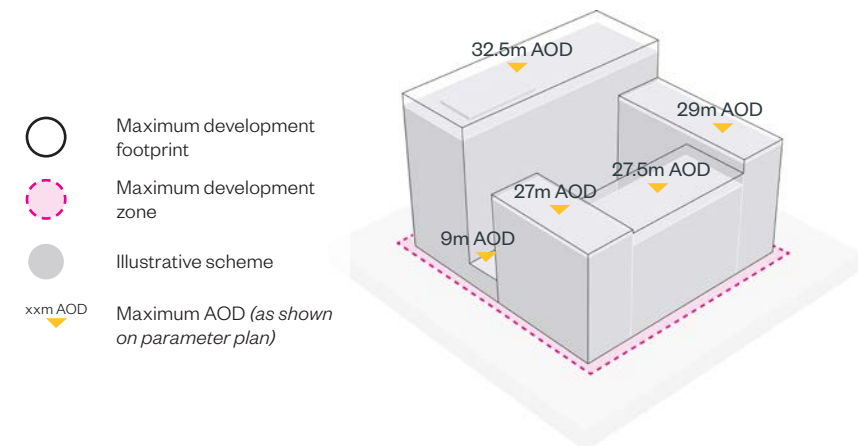 32.5m AOD
29m AOD
27.5m AOD
27m AOD
9m AOD
Maximum development
footprint
Maximum development
zone
Illustrative scheme
xxm AOD
Maximum AOD (as shown
on parameter plan)